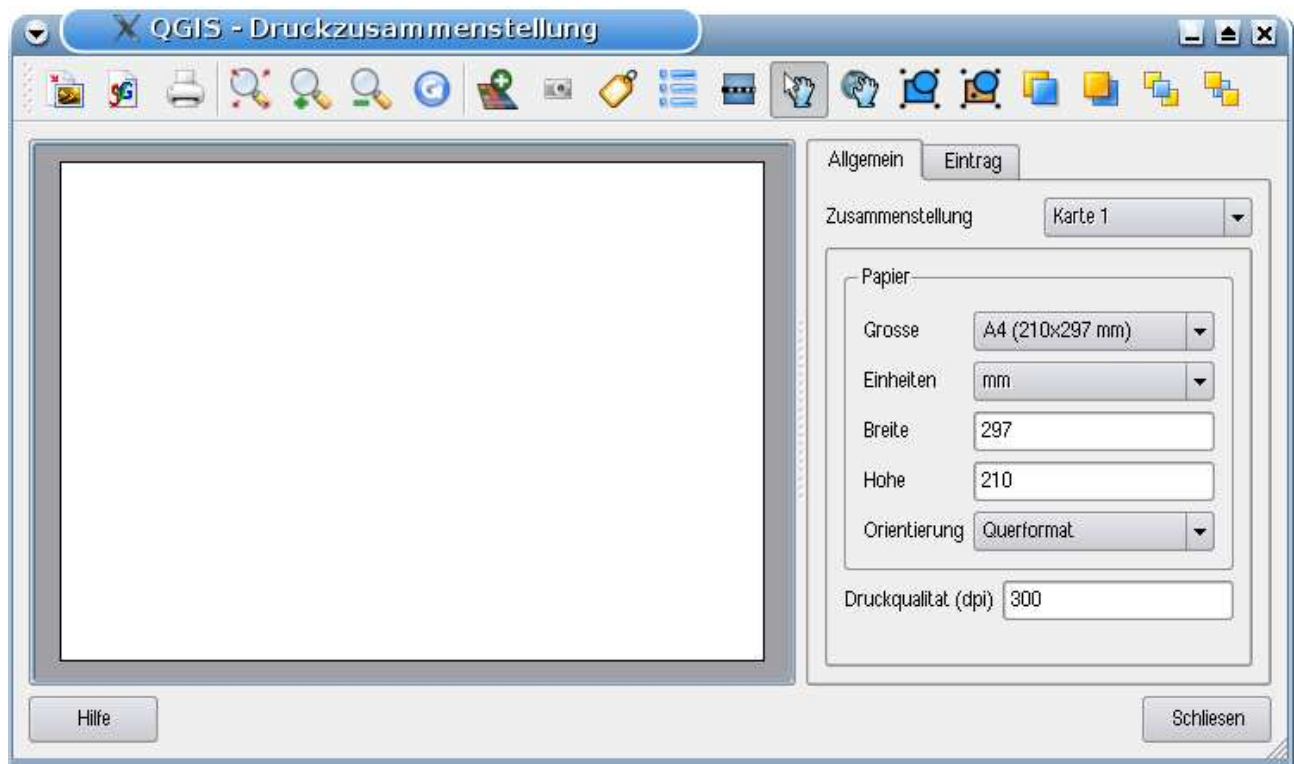 QGIS - Druckzusammenstellung
Allgemein
Eintrag
Zusammenstellung
Karte 1
Papier
Grosse
A4 (210x297 mm)
Einheiten
mm
Breite
297
Hohe
210
Orientierung
Querformat
Druckqualitat (dpi)
300
Hilfe
Schliesen